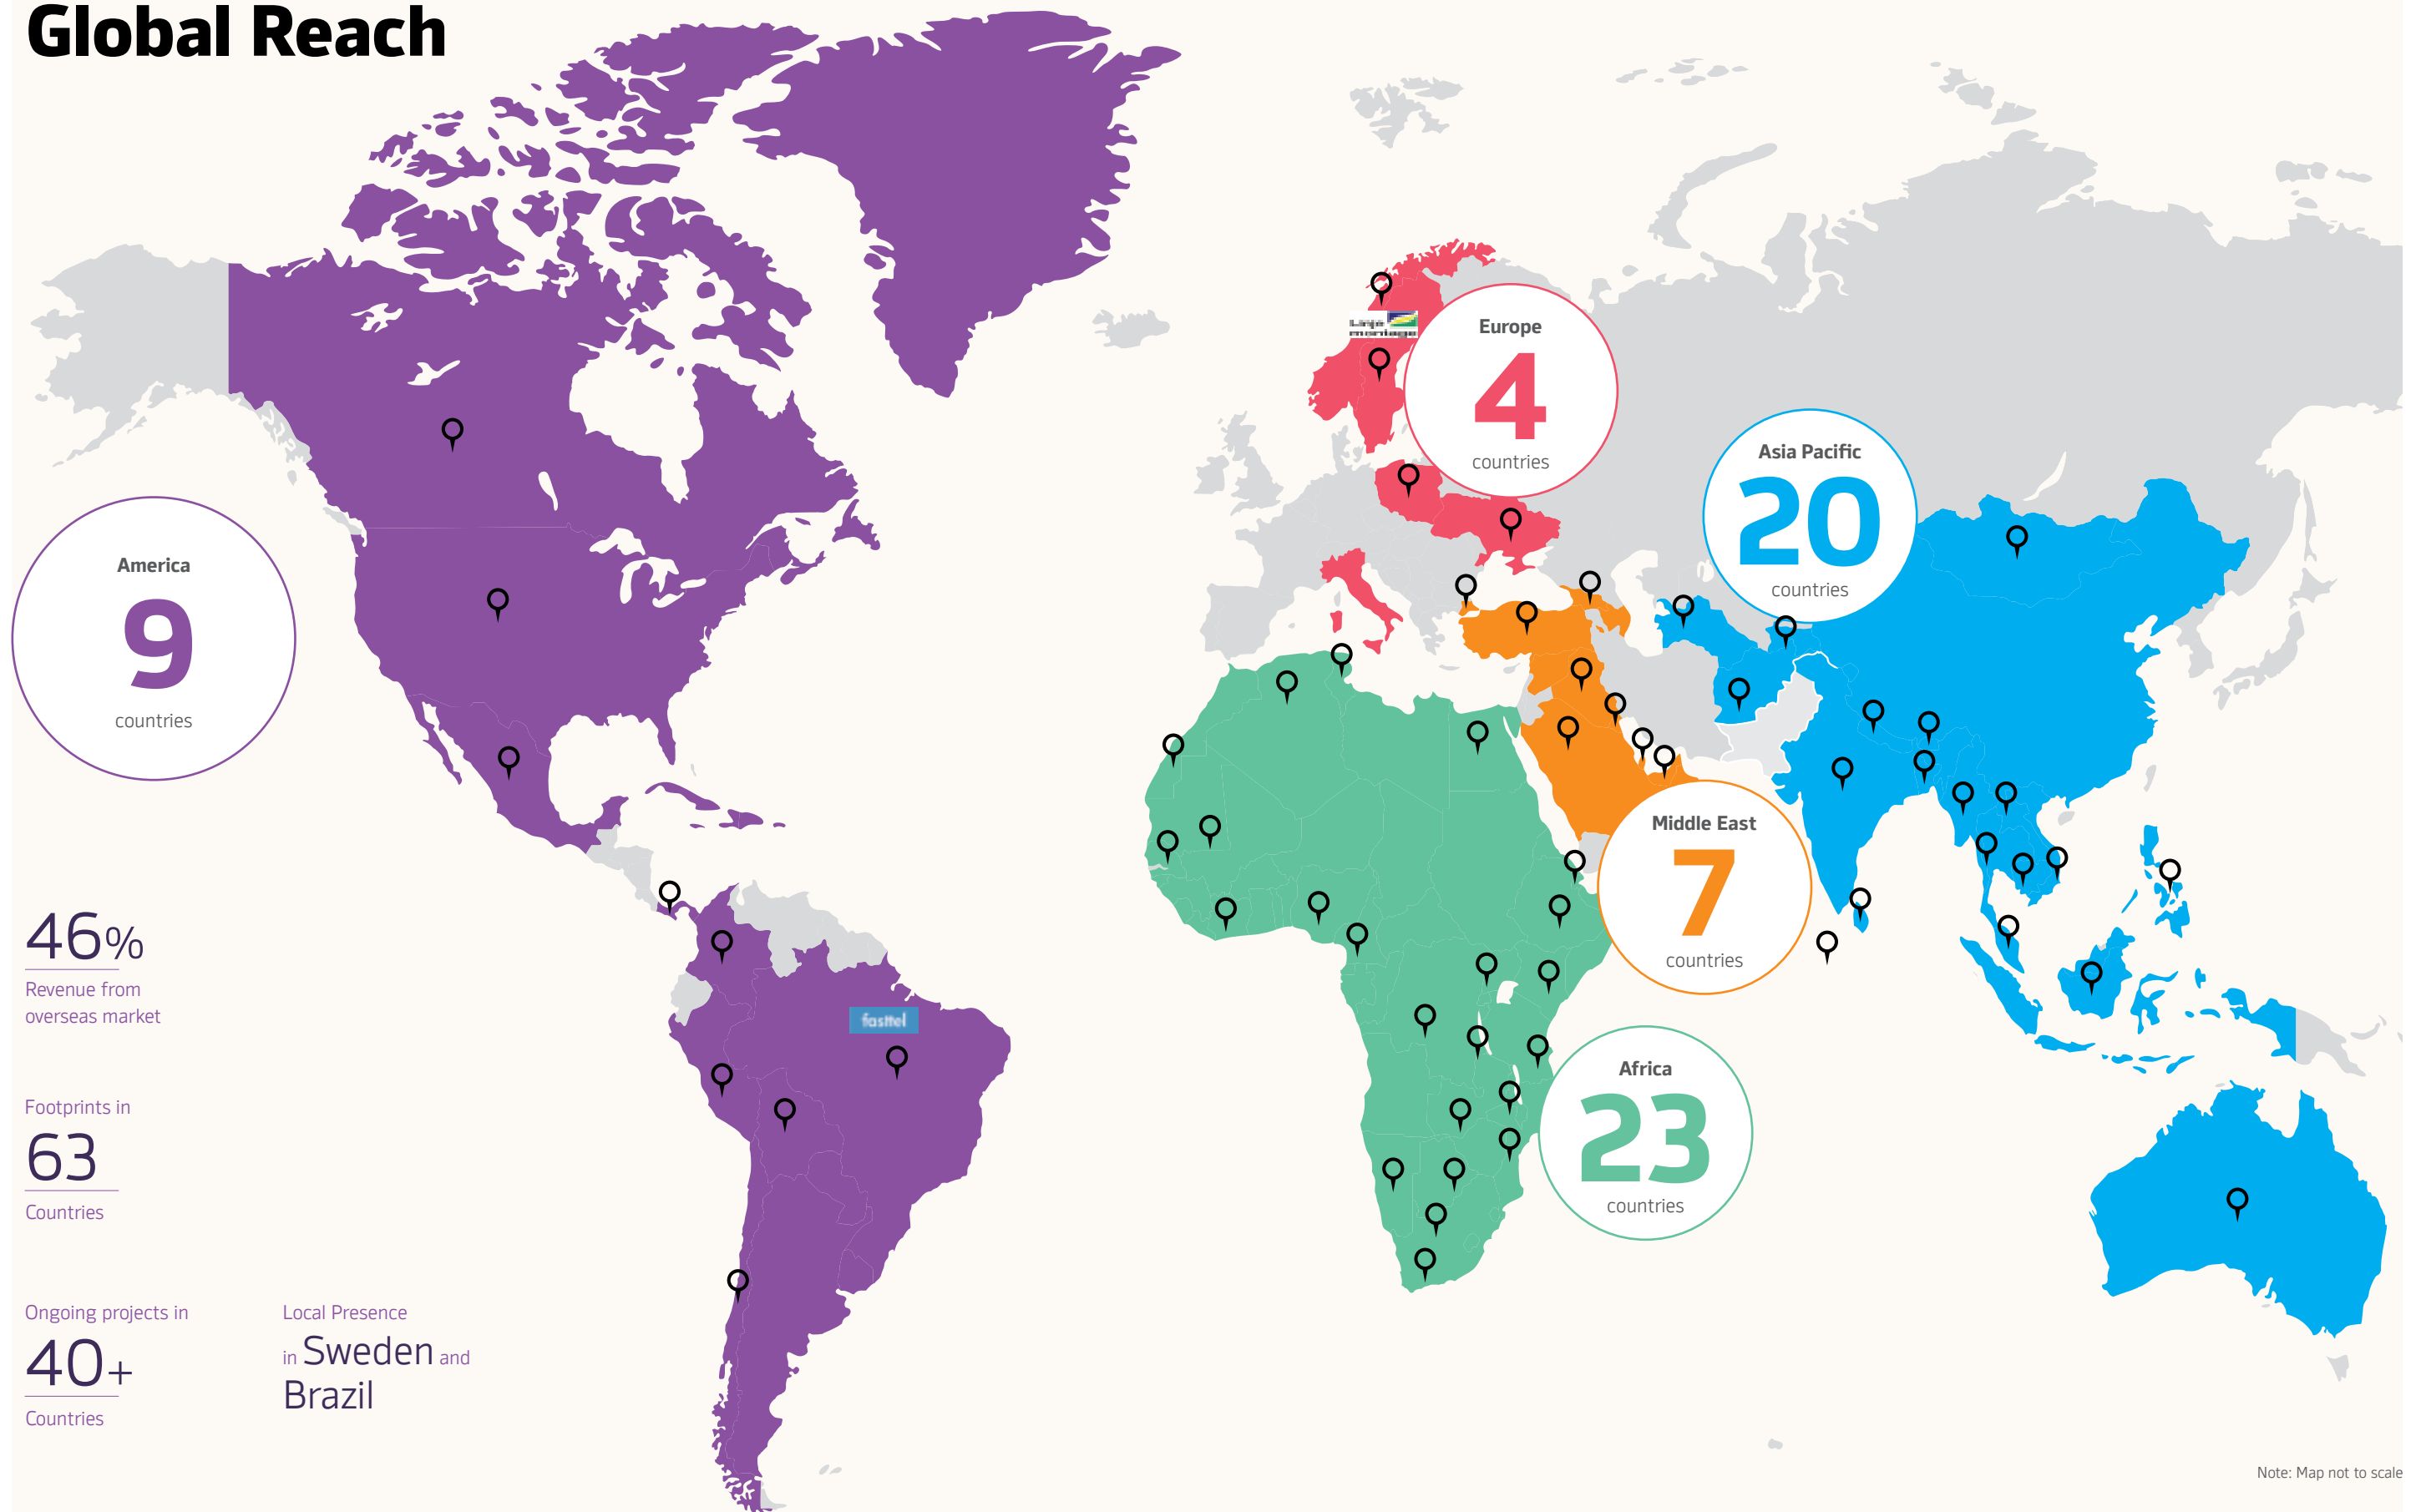 Global Reach
Europe
4
countries
Asia Pacific
20
countries
America
9
countries
Middle East
7
countries
Africa
23
countries
fasttel
46%
Revenue from
overseas market
Footprints in
63
Countries
Ongoing projects in
40+
Countries
Local Presence
in Sweden and
Brazil
Note: Map not to scale